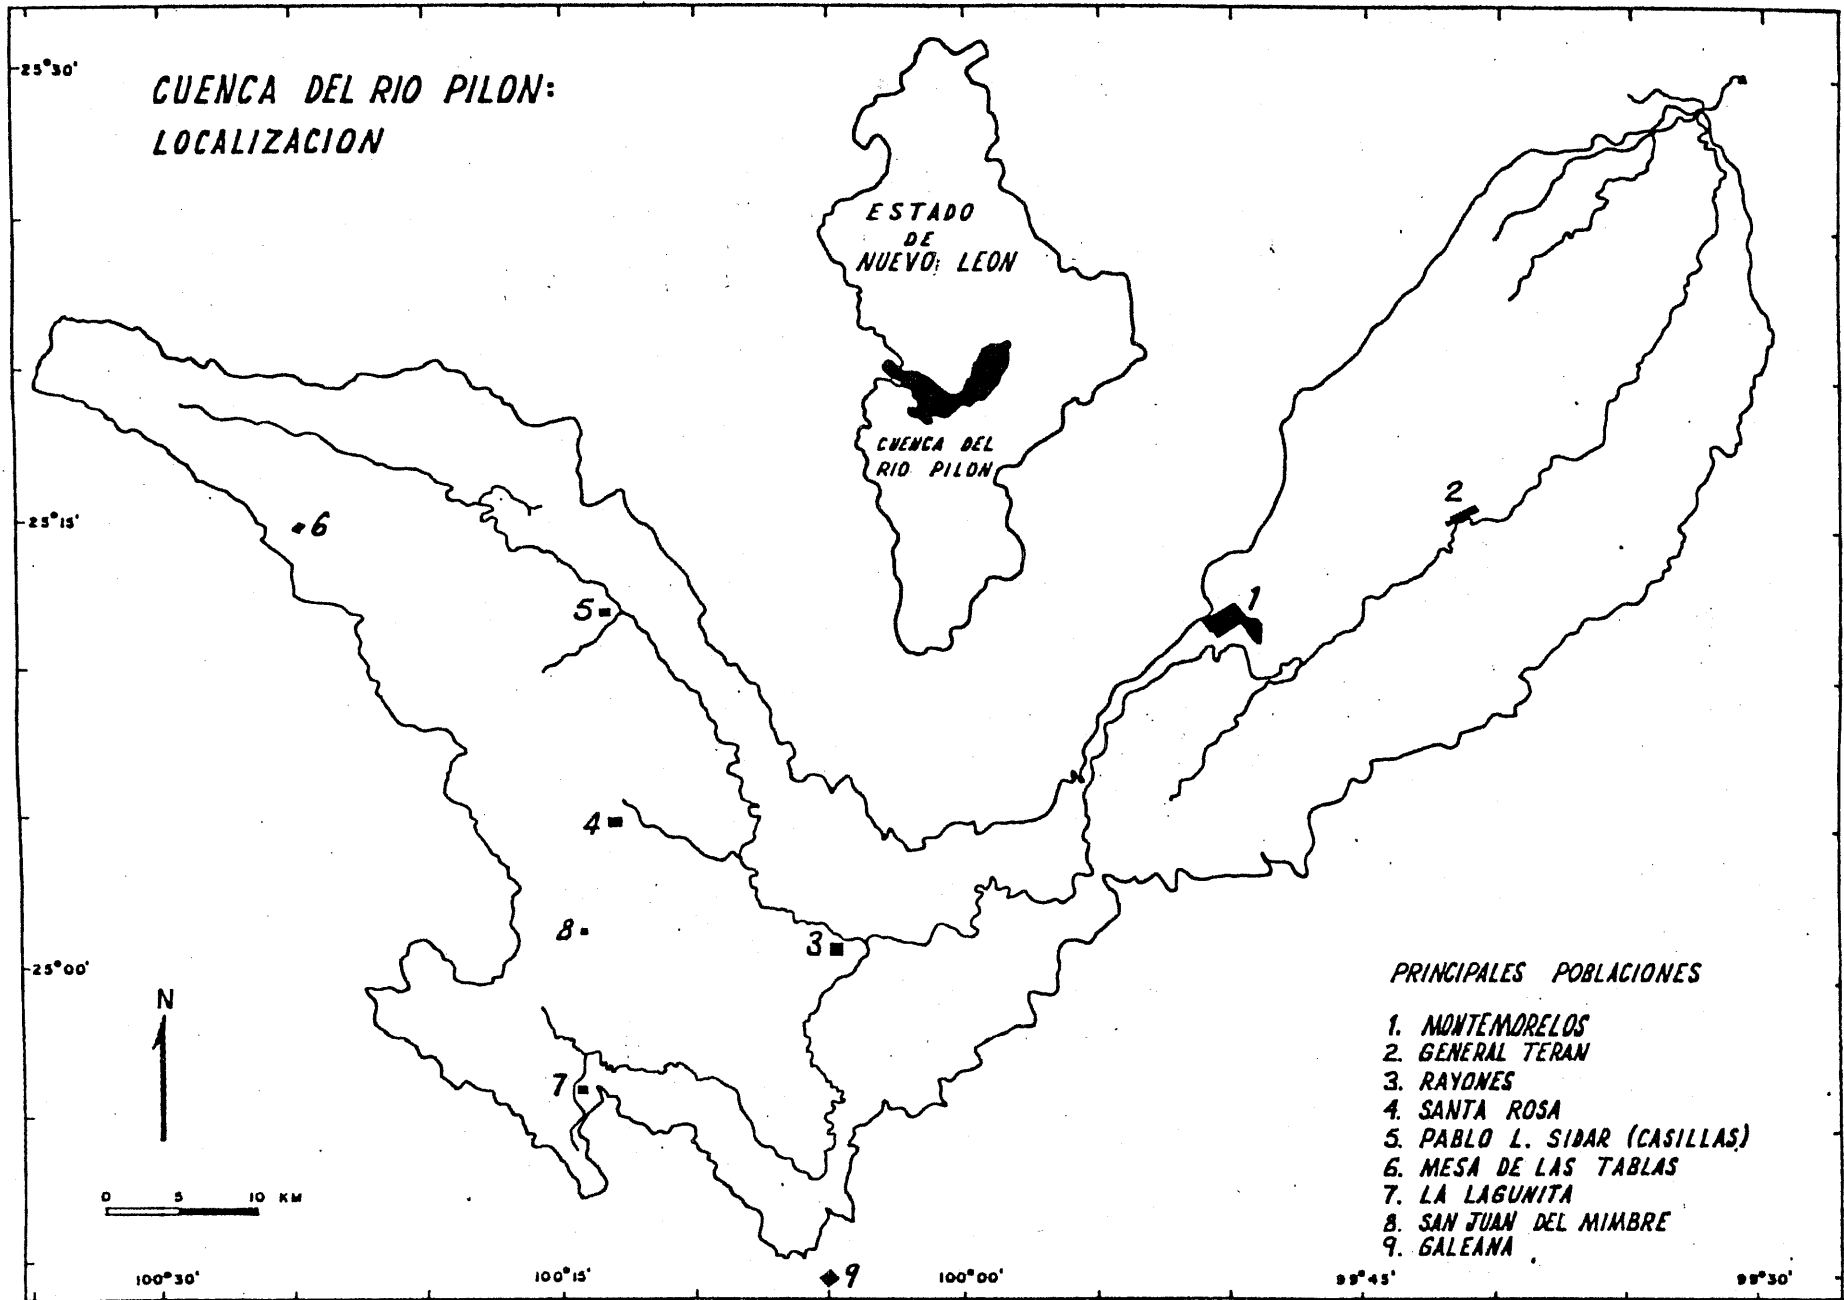 25°30'
CUENCA DEL RIO PILON:
LOCALIZACION
ESTADO
DE
NUEVO LEON
CUENCA DEL
RIO PILON
25°15'
6
2
5
1
4
8
3
25°00'
N
7
0 5 10 KM
9
100°30'
100°15'
100°00'
99°45'
99°30'
PRINCIPALES POBLACIONES
1. MONTEMORELOS
2. GENERAL TERAN
3. RAYONES
4. SANTA ROSA
5. PABLO L. SIDAR (CASILLAS)
6. MESA DE LAS TABLAS
7. LA LAGUNITA
8. SAN JUAN DEL MIMBRE
9. GALEANA